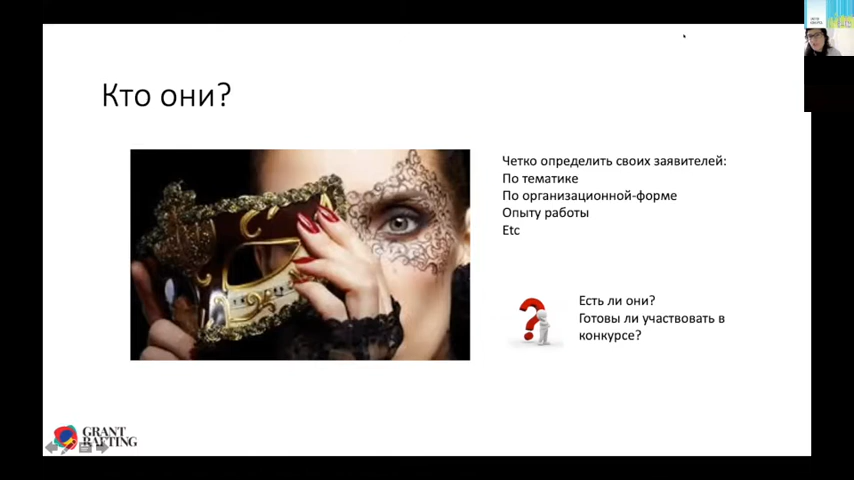 Кто они?
Четко определить своих заявителей:
По тематике
По организационной-форме
Опыту работы
Etc
Есть ли они?
Готовы ли участвовать в
конкурсе?
GRANT
RAFTING